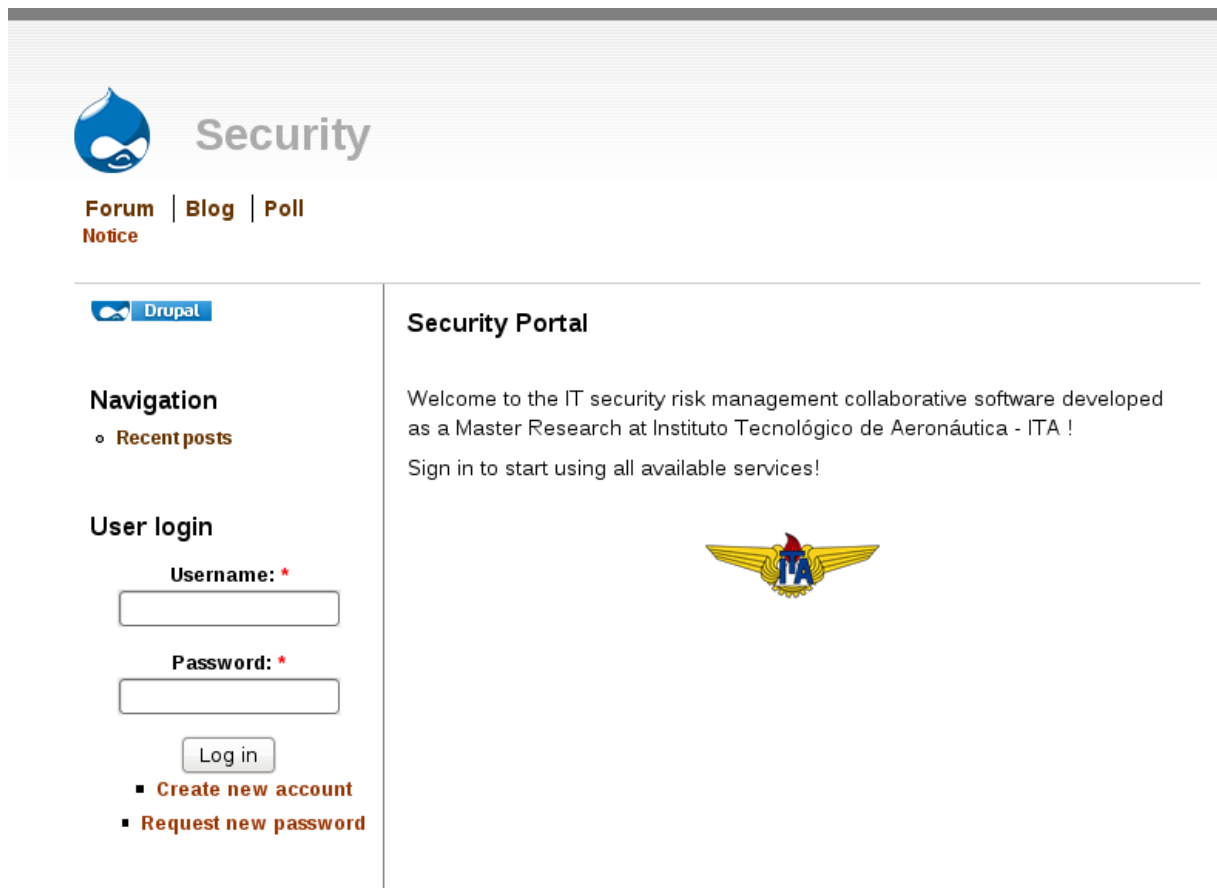 Security
Forum Blog Poll
Notice
Drupal
Navigation
Recent posts
User login
Username: *
Password: *
Log in
Create new account
Request new password
Security Portal
Welcome to the IT security risk management collaborative software developed
as a Master Research at Instituto Tecnológico de Aeronáutica - ITA !
Sign in to start using all available services!
ITA